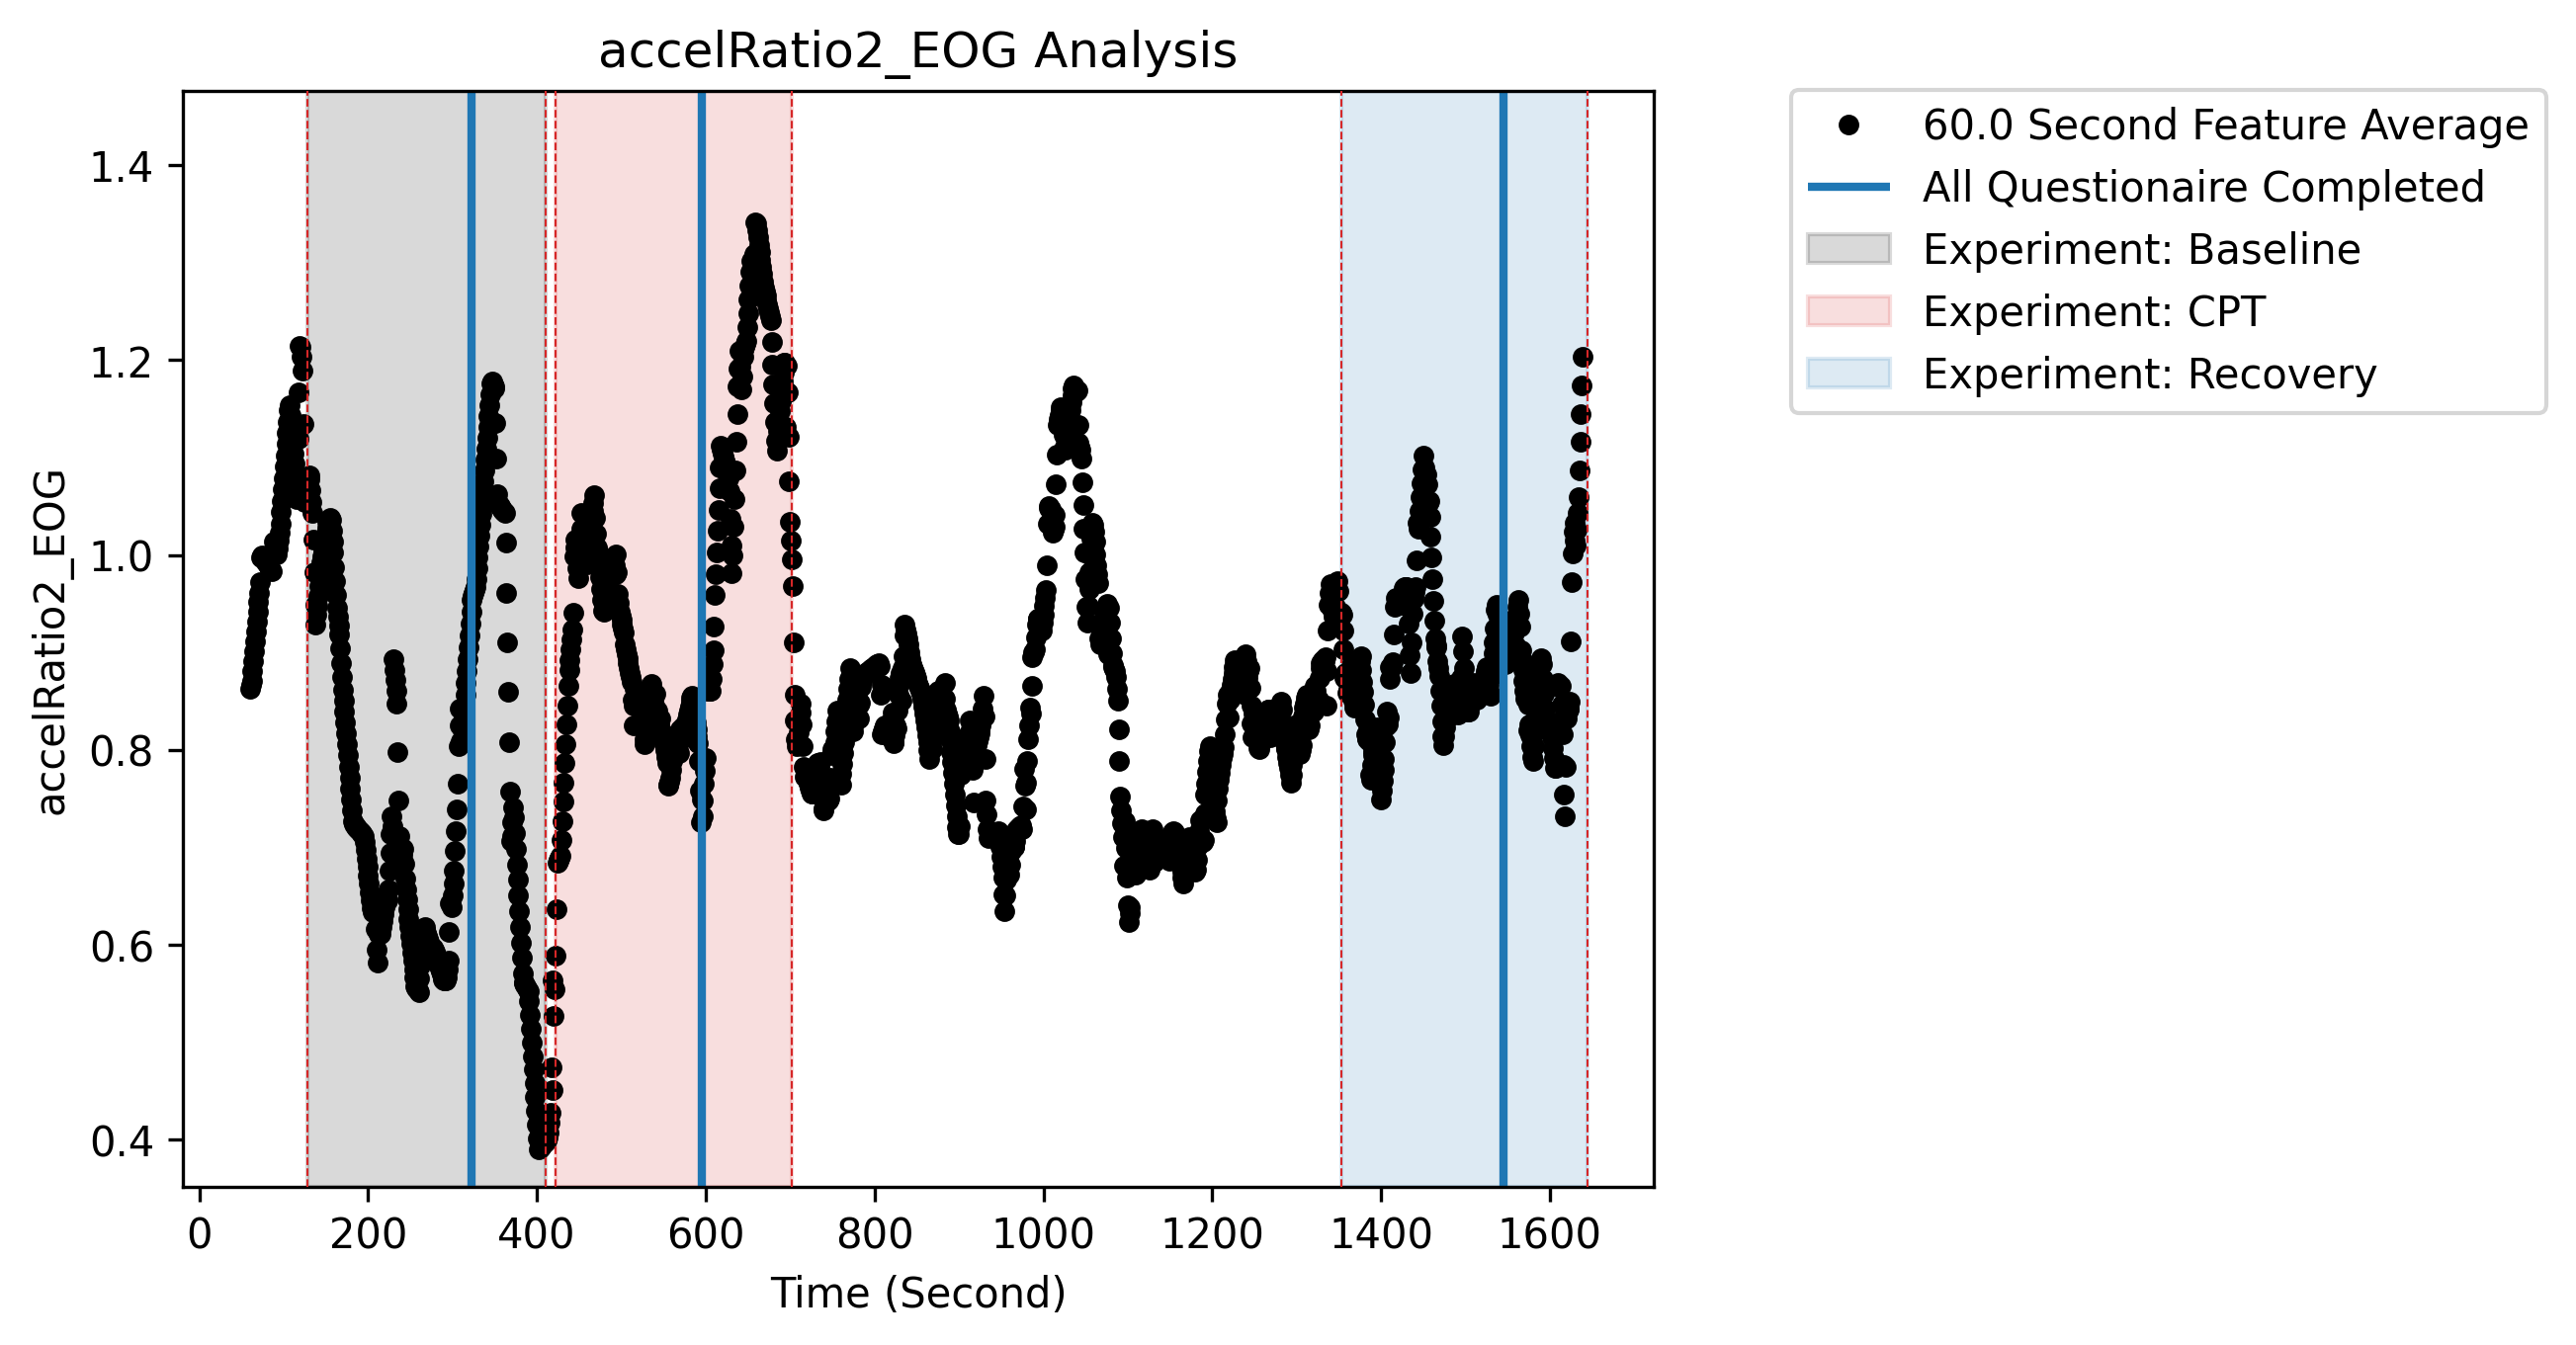 accelRatio2_EOG Analysis
accelRatio2_EOG
1.4
1.2
1.0
0.8
0.6
0.4
0 200 400 600 800 1000 1200 1400 1600
Time (Second)
60.0 Second Feature Average
All Questionaire Completed
Experiment: Baseline
Experiment: CPT
Experiment: Recovery